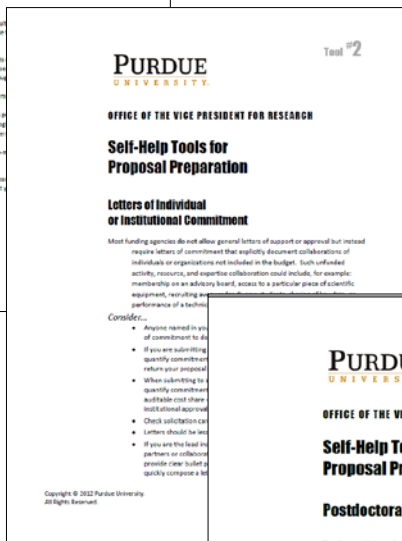 Tool #2
PURDUE
UNIVERSITY
OFFICE OF THE VICE PRESIDENT FOR RESEARCH
Self-Help Tools for
Proposal Preparation
Letters of Individual
or Institutional Commitment
Most funding agencies do not allow general letters of support or approval but instead
require letters of commitment that explicitly document collaborations of
individuals or organizations not included in the budget. Such unfunded
activity, resource, and expertise collaboration could include, for example:
membership on an advisory board, access to a particular piece of scientific
equipment, recruiting
performance of a technic
Consider...
• Anyone named in you
of commitment to d
• If you are submitting
quantify commitmen
return your proposal
• When submitting to
quantify commitmen
auditable cost share
institutional approval
• Check solicitation ca
• Letters should be les
• If you are the lead in
partners or collabora
provide clear bullet p
quickly compose a le
Copyright © 2012 Purdue University
All Rights Reserved
PURDU
UNIVERS
OFFICE OF THE VI
Self-Help To
Proposal Pr
Postdoctora